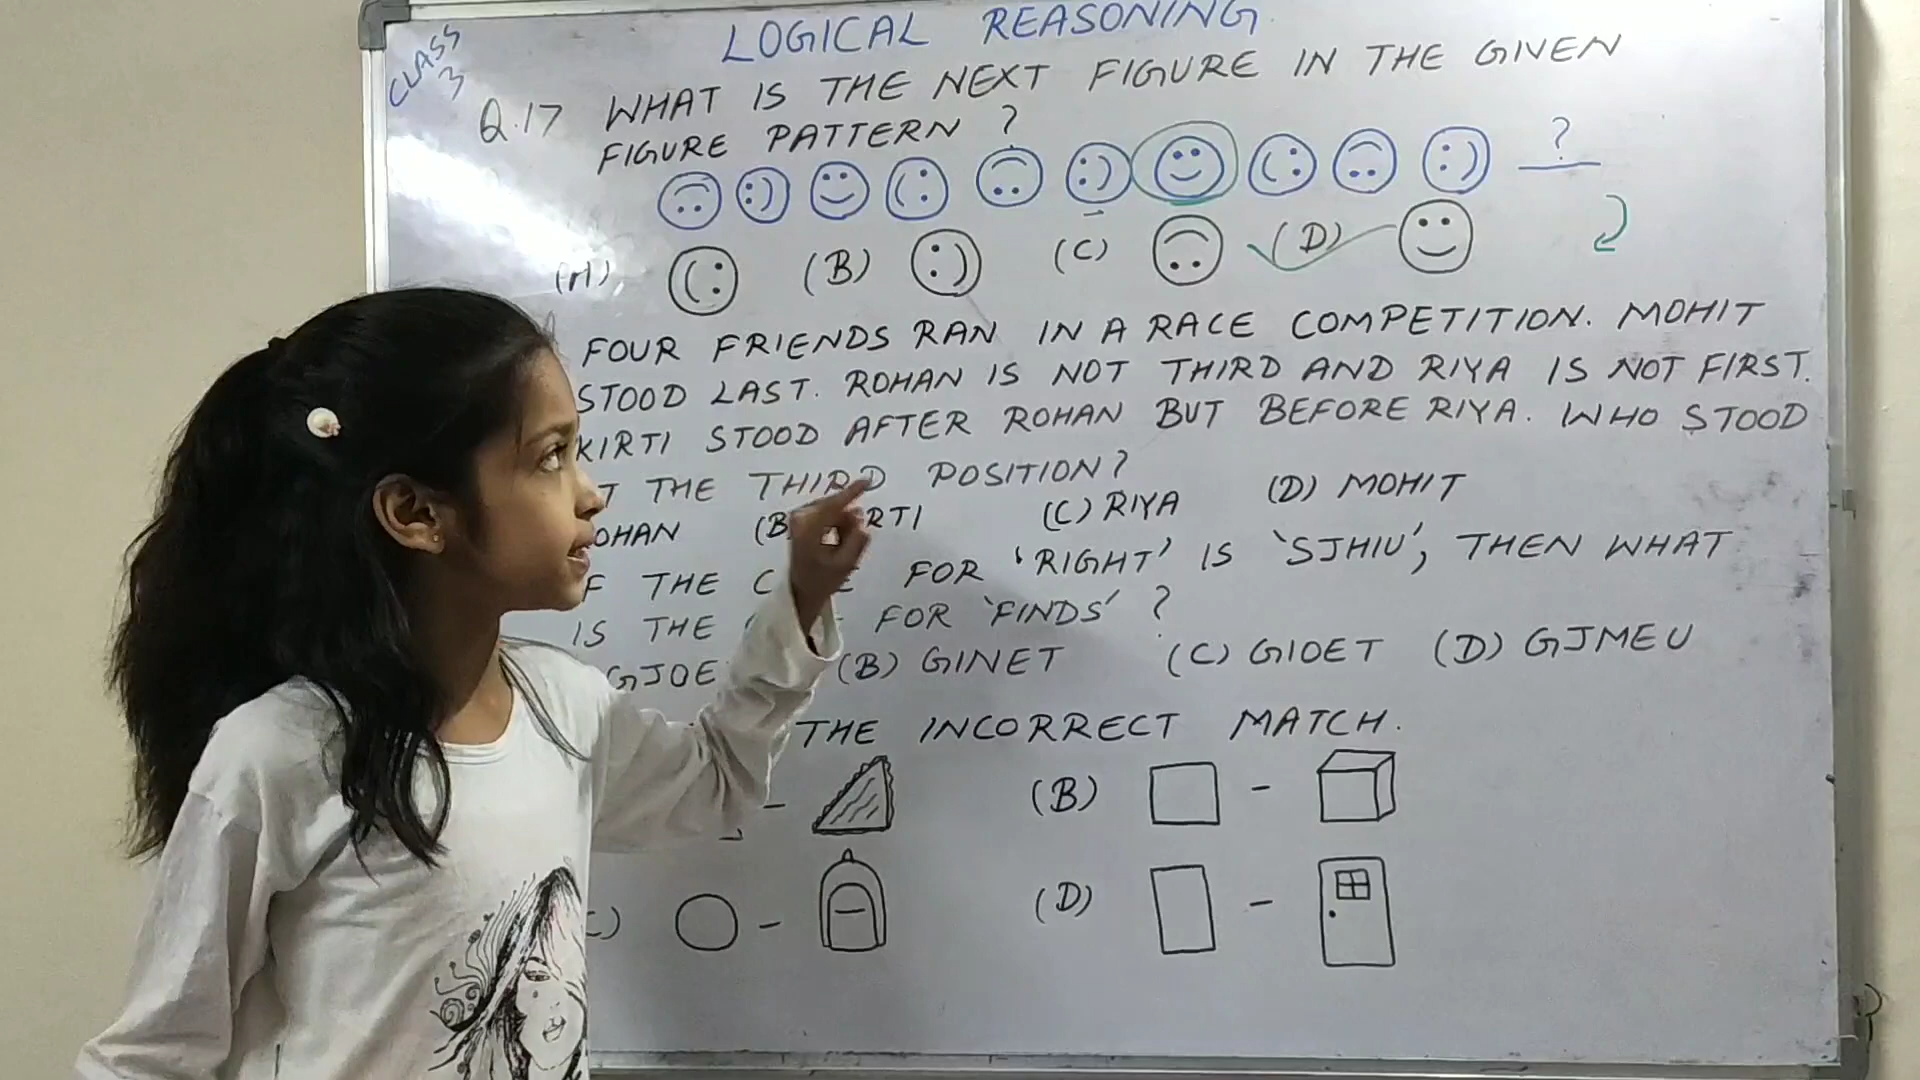 CLASS
3
LOGICAL REASONING
Q.17 WHAT IS THE NEXT FIGURE IN THE GIVEN
FIGURE PATTERN ?
?
(A) (B) (C) (D)
FOUR FRIENDS RAN IN A RACE COMPETITION. MOHIT
STOOD LAST. ROHAN IS NOT THIRD AND RIYA IS NOT FIRST.
KIRTI STOOD AFTER ROHAN BUT BEFORE RIYA. WHO STOOD
T THE THIRD POSITION?
OHAN (B) RTI (C) RIYA (D) MOHIT
F THE C E FOR 'RIGHT' IS 'SJHIU', THEN WHAT
IS THE FOR 'FINDS' ?
GJOE (B) GINET (C) GIOET (D) GJMEU
THE INCORRECT MATCH.
(B)
C) (D)